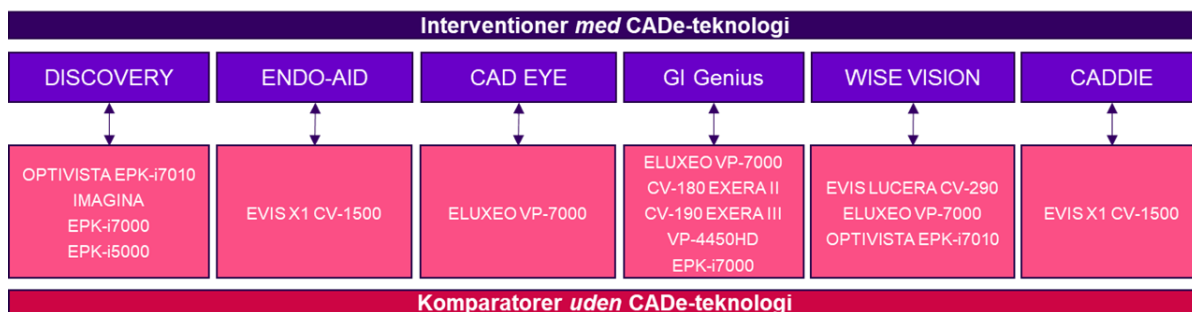 Interventioner med CADe-teknologi
DISCOVERY
ENDO-AID
CAD EYE
GI Genius
WISE VISION
CADDIE
OPTIVISTA EPK-i7010
IMAGINA
EPK-i7000
EPK-i5000
EVIS X1 CV-1500
ELUXEO VP-7000
ELUXEO VP-7000
CV-180 EXERA II
CV-190 EXERA III
VP-4450HD
EPK-i7000
EVIS LUCERA CV-290
ELUXEO VP-7000
OPTIVISTA EPK-i7010
EVIS X1 CV-1500
Komparatorer uden CADe-teknologi